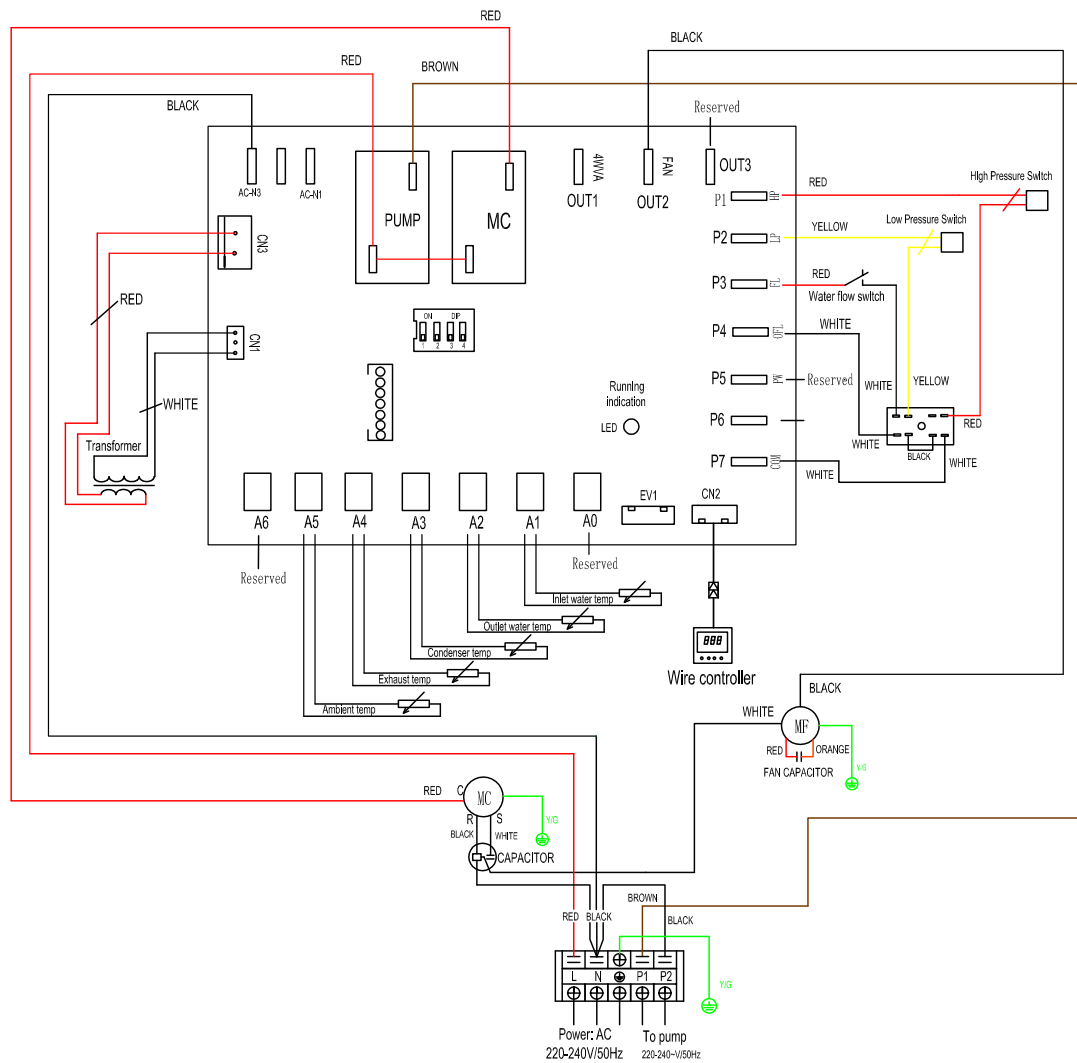 RED
BLACK
RED
BROWN
BLACK
Reserved
AC-N3
AC-N1
PUMP
MC
4WVA
OUT1
FAN
OUT2
OUT3
P1 HP
RED
HIgh Pressure Switch
P2 LP
YELLOW
Low Pressure Switch
P3 FL
RED
Water flow switch
P4 OFL
WHITE
P5 PW
Reserved
P6
P7 COM
WHITE
WHITE
YELLOW
RED
WHITE
BLACK
WHITE
CN3
RED
CN1
WHITE
Transformer
ON DIP
1 2 3 4
Running
indication
LED
A6
A5
A4
A3
A2
A1
A0
EV1
CN2
Reserved
Reserved
Inlet water temp
Outlet water temp
Condenser temp
Exhaust temp
Ambient temp
888
Wire controller
BLACK
WHITE
MF
RED
ORANGE
FAN CAPACITOR
Y/G
RED
C
MC
R
S
Y/G
BLACK
WHITE
CAPACITOR
BROWN
RED
BLACK
BLACK
L
N
P1
P2
Y/G
Power: AC
220-240V/50Hz
To pump
220-240~V/50Hz